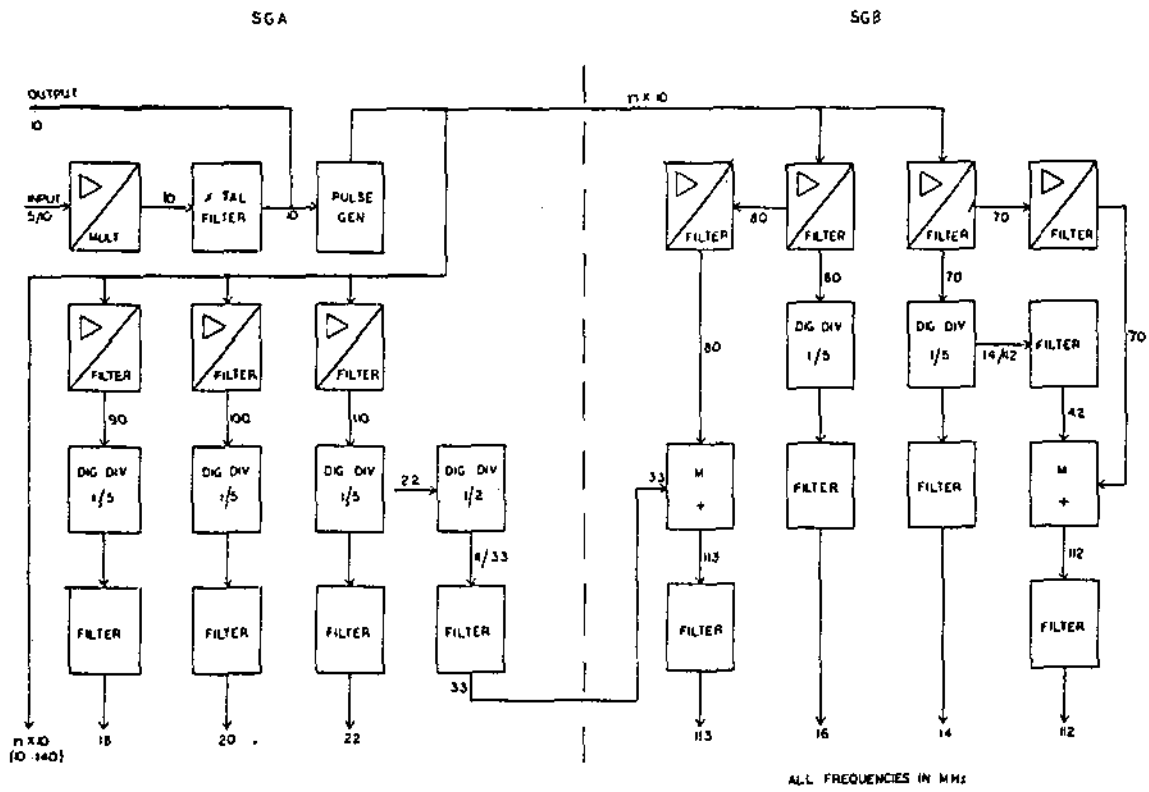 SGA
SGB
OUTPUT
10
n × 10
INPUT
5/10
MULT
10
X TAL
FILTER
10
PULSE
GEN
FILTER
80
FILTER
FILTER
70
FILTER
80
70
FILTER
FILTER
FILTER
80
DIG DIV
1/5
DIG DIV
1/5
14/42
FILTER
70
90
100
110
42
DIG DIV
1/5
DIG DIV
1/5
DIG DIV
1/5
22
DIG DIV
1/2
33
M
+
FILTER
FILTER
M
+
11/33
113
112
FILTER
FILTER
FILTER
FILTER
FILTER
FILTER
33
n × 10
(10-140)
18
20
22
113
16
14
112
ALL FREQUENCIES IN MHz